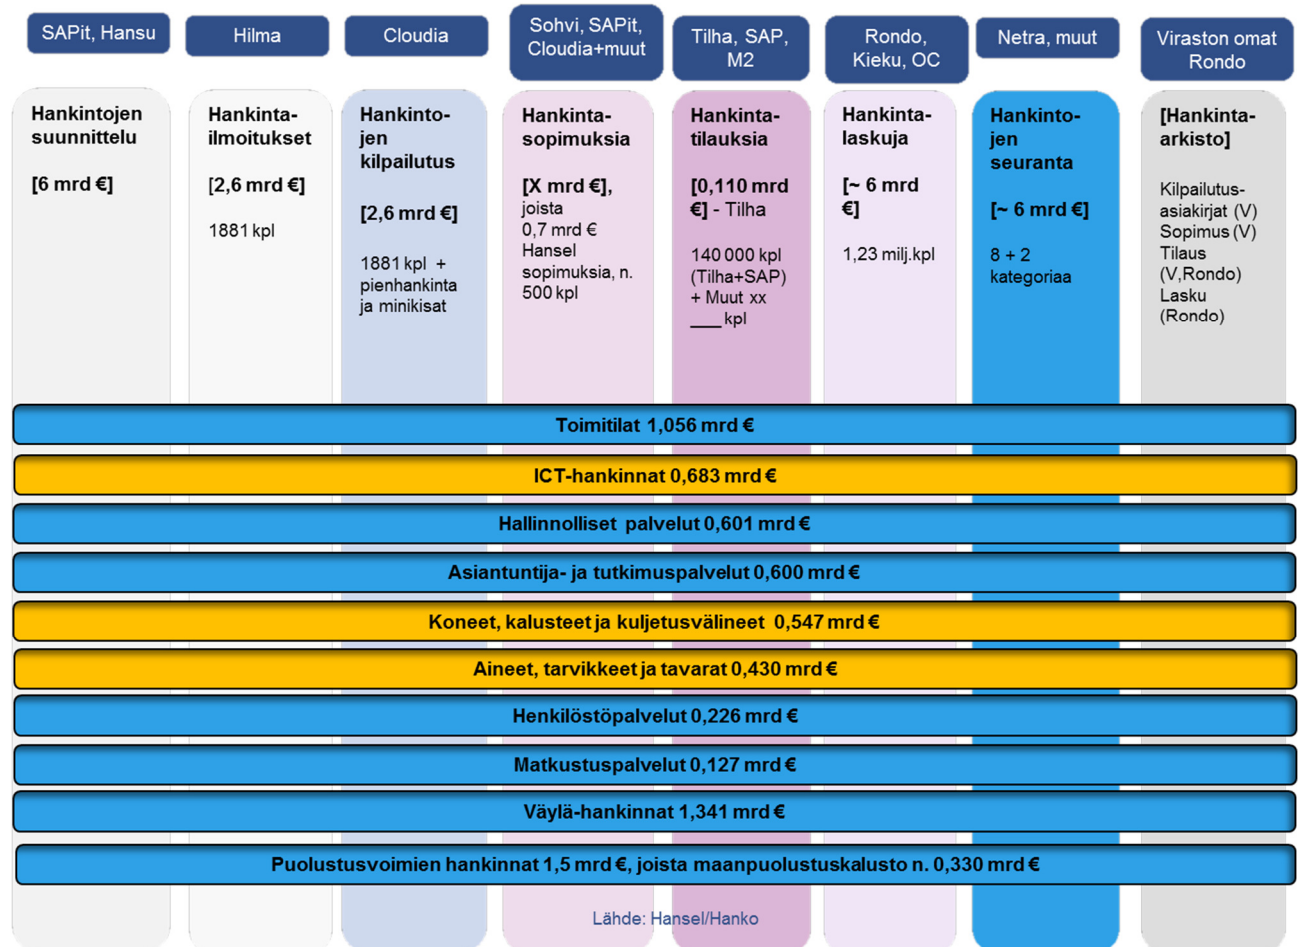 SAPit, Hansu
Hilma
Cloudia
Sohvi, SAPit,
Cloudia+muut
Tilha, SAP,
M2
Rondo,
Kieku, OC
Netra, muut
Viraston omat
Rondo
Hankintojen
suunnittelu
[6 mrd €]
Hankinta-
ilmoitukset
[2,6 mrd €]
1881 kpl
Hankinto-
jen
kilpailutus
[2,6 mrd €]
1881 kpl +
pienhankinta
ja minikisat
Hankinta-
sopimuksia
[X mrd €],
joista
0,7 mrd €
Hansel
sopimuksia, n.
500 kpl
Hankinta-
tilauksia
[0,110 mrd
€] - Tilha
140 000 kpl
(Tilha+SAP)
+ Muut xx
___ kpl
Hankinta-
laskuja
[~ 6 mrd
€]
1,23 milj.kpl
Hankinto-
jen
seuranta
[~ 6 mrd €]
8 + 2
kategoriaa
[Hankinta-
arkisto]
Kilpailutus-
asiakirjat (V)
Sopimus (V)
Tilaus
(V,Rondo)
Lasku
(Rondo)
Toimitilat 1,056 mrd €
ICT-hankinnat 0,683 mrd €
Hallinnolliset palvelut 0,601 mrd €
Asiantuntija- ja tutkimuspalvelut 0,600 mrd €
Koneet, kalusteet ja kuljetusvälineet 0,547 mrd €
Aineet, tarvikkeet ja tavarat 0,430 mrd €
Henkilöstöpalvelut 0,226 mrd €
Matkustuspalvelut 0,127 mrd €
Väylä-hankinnat 1,341 mrd €
Puolustusvoimien hankinnat 1,5 mrd €, joista maanpuolustuskalusto n. 0,330 mrd €
Lähde: Hansel/Hanko